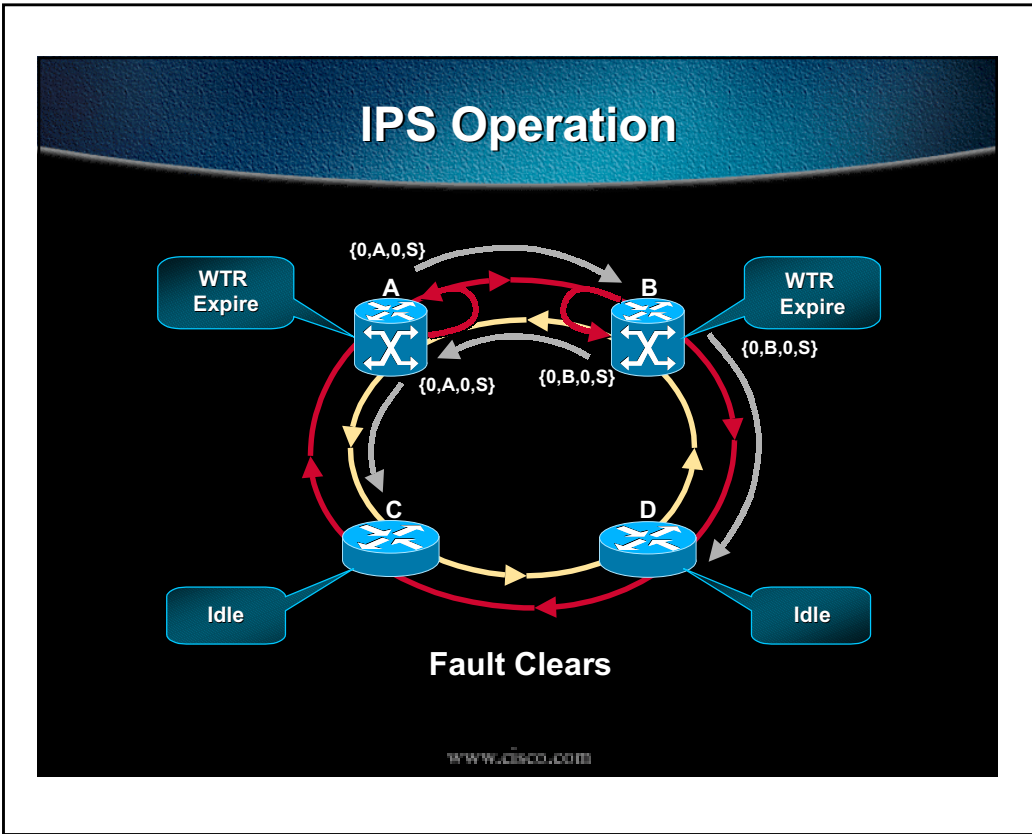 IPS Operation
{0,A,0,S}
WTR
Expire
A
B
WTR
Expire
{0,B,0,S}
{0,A,0,S}
{0,B,0,S}
C
D
Idle
Idle
Fault Clears
www.cisco.com